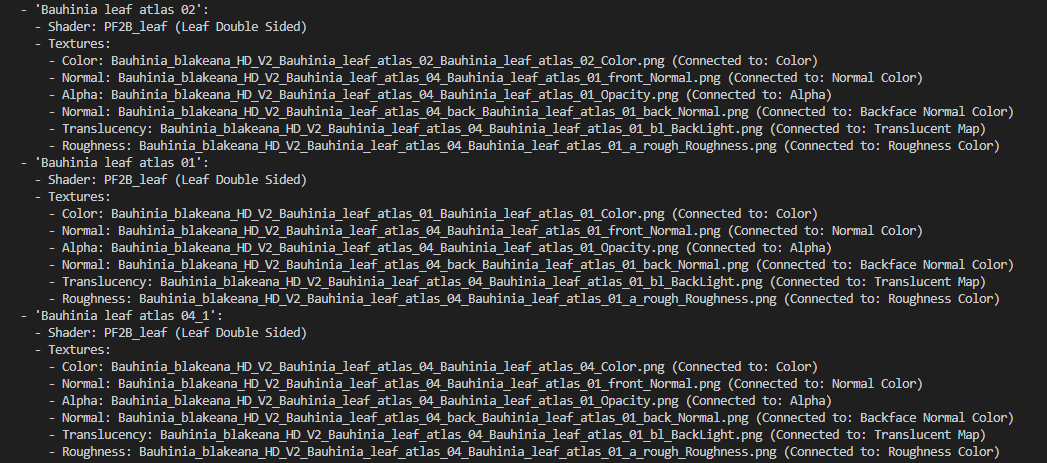 - 'Bauhinia leaf atlas 02':
- Shader: PF2B_leaf (Leaf Double Sided)
- Textures:
- Color: Bauhinia_blakeana_HD_V2_Bauhinia_leaf_atlas_02_Bauhinia_leaf_atlas_02_Color.png (Connected to: Color)
- Normal: Bauhinia_blakeana_HD_V2_Bauhinia_leaf_atlas_04_Bauhinia_leaf_atlas_01_front_Normal.png (Connected to: Normal Color)
- Alpha: Bauhinia_blakeana_HD_V2_Bauhinia_leaf_atlas_04_Bauhinia_leaf_atlas_01_Opacity.png (Connected to: Alpha)
- Normal: Bauhinia_blakeana_HD_V2_Bauhinia_leaf_atlas_04_back_Bauhinia_leaf_atlas_01_back_Normal.png (Connected to: Backface Normal Color)
- Translucency: Bauhinia_blakeana_HD_V2_Bauhinia_leaf_atlas_04_Bauhinia_leaf_atlas_01_bl_BackLight.png (Connected to: Translucent Map)
- Roughness: Bauhinia_blakeana_HD_V2_Bauhinia_leaf_atlas_04_Bauhinia_leaf_atlas_01_a_rough_Roughness.png (Connected to: Roughness Color)
- 'Bauhinia leaf atlas 01':
- Shader: PF2B_leaf (Leaf Double Sided)
- Textures:
- Color: Bauhinia_blakeana_HD_V2_Bauhinia_leaf_atlas_01_Bauhinia_leaf_atlas_01_Color.png (Connected to: Color)
- Normal: Bauhinia_blakeana_HD_V2_Bauhinia_leaf_atlas_04_Bauhinia_leaf_atlas_01_front_Normal.png (Connected to: Normal Color)
- Alpha: Bauhinia_blakeana_HD_V2_Bauhinia_leaf_atlas_04_Bauhinia_leaf_atlas_01_Opacity.png (Connected to: Alpha)
- Normal: Bauhinia_blakeana_HD_V2_Bauhinia_leaf_atlas_04_back_Bauhinia_leaf_atlas_01_back_Normal.png (Connected to: Backface Normal Color)
- Translucency: Bauhinia_blakeana_HD_V2_Bauhinia_leaf_atlas_04_Bauhinia_leaf_atlas_01_bl_BackLight.png (Connected to: Translucent Map)
- Roughness: Bauhinia_blakeana_HD_V2_Bauhinia_leaf_atlas_04_Bauhinia_leaf_atlas_01_a_rough_Roughness.png (Connected to: Roughness Color)
- 'Bauhinia leaf atlas 04_1':
- Shader: PF2B_leaf (Leaf Double Sided)
- Textures:
- Color: Bauhinia_blakeana_HD_V2_Bauhinia_leaf_atlas_04_Bauhinia_leaf_atlas_04_Color.png (Connected to: Color)
- Normal: Bauhinia_blakeana_HD_V2_Bauhinia_leaf_atlas_04_Bauhinia_leaf_atlas_01_front_Normal.png (Connected to: Normal Color)
- Alpha: Bauhinia_blakeana_HD_V2_Bauhinia_leaf_atlas_04_Bauhinia_leaf_atlas_01_Opacity.png (Connected to: Alpha)
- Normal: Bauhinia_blakeana_HD_V2_Bauhinia_leaf_atlas_04_back_Bauhinia_leaf_atlas_01_back_Normal.png (Connected to: Backface Normal Color)
- Translucency: Bauhinia_blakeana_HD_V2_Bauhinia_leaf_atlas_04_Bauhinia_leaf_atlas_01_bl_BackLight.png (Connected to: Translucent Map)
- Roughness: Bauhinia_blakeana_HD_V2_Bauhinia_leaf_atlas_04_Bauhinia_leaf_atlas_01_a_rough_Roughness.png (Connected to: Roughness Color)